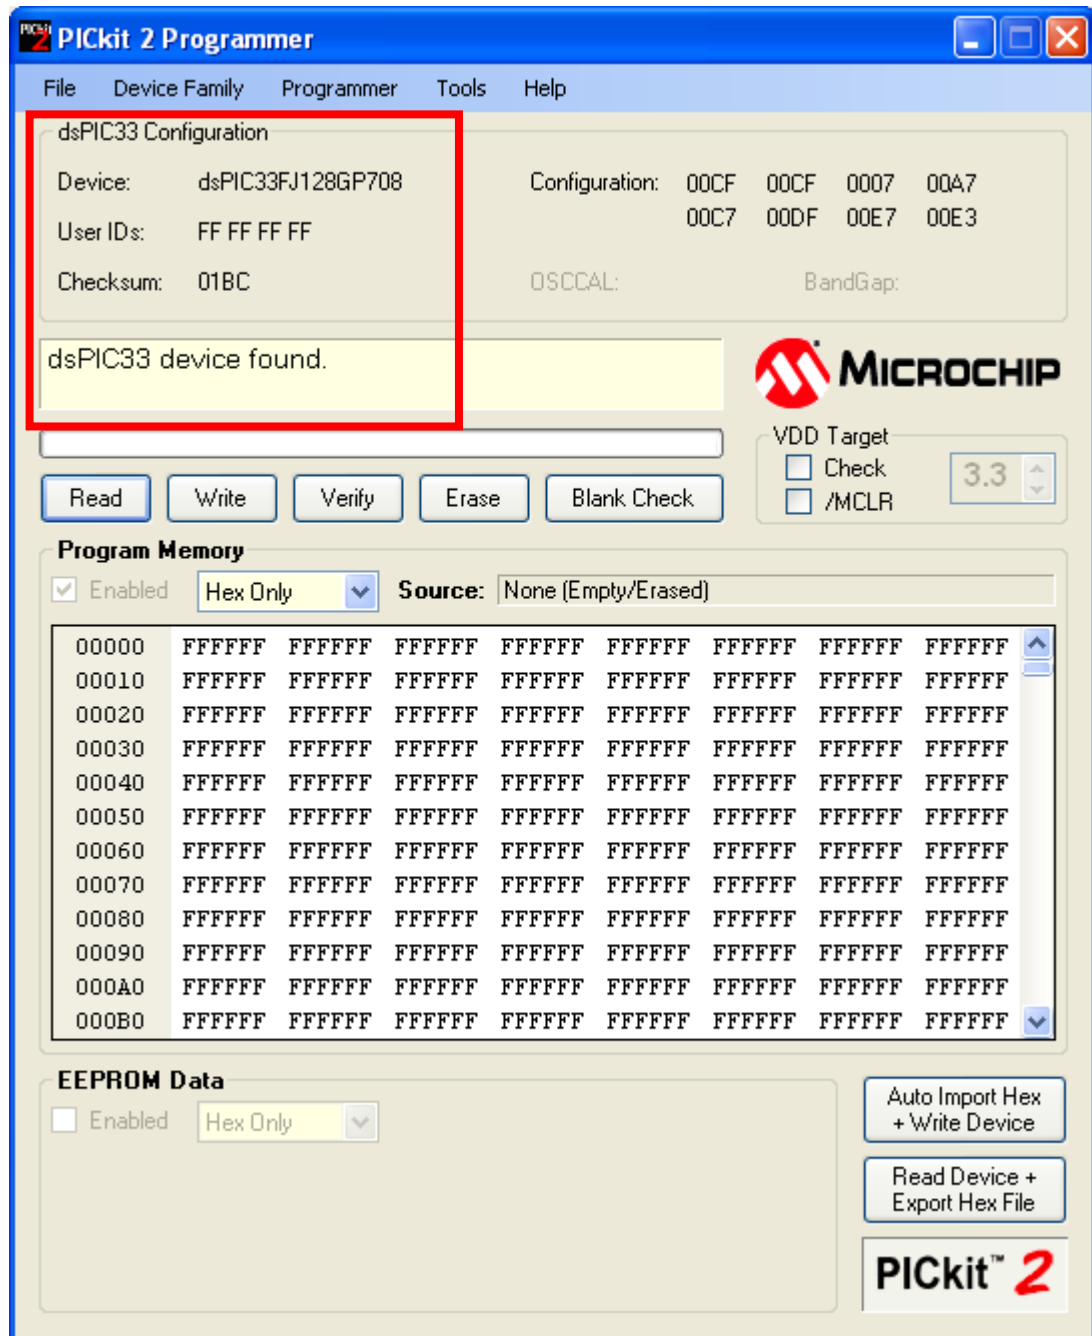 PICkit 2 Programmer
File Device Family Programmer Tools Help
dsPIC33 Configuration
Device: dsPIC33FJ128GP708 Configuration: 00CF 00CF 0007 00A7
User IDs: FF FF FF FF 00C7 00DF 00E7 00E3
Checksum: 01BC OSCCAL: BandGap:
dsPIC33 device found.
MICROCHIP
VDD Target
Check 3.3
/MCLR
Read Write Verify Erase Blank Check
Program Memory
Enabled Hex Only Source: None (Empty/Erased)
00000 FFFFFF FFFFFF FFFFFF FFFFFF FFFFFF FFFFFF FFFFFF FFFFFF
00010 FFFFFF FFFFFF FFFFFF FFFFFF FFFFFF FFFFFF FFFFFF FFFFFF
00020 FFFFFF FFFFFF FFFFFF FFFFFF FFFFFF FFFFFF FFFFFF FFFFFF
00030 FFFFFF FFFFFF FFFFFF FFFFFF FFFFFF FFFFFF FFFFFF FFFFFF
00040 FFFFFF FFFFFF FFFFFF FFFFFF FFFFFF FFFFFF FFFFFF FFFFFF
00050 FFFFFF FFFFFF FFFFFF FFFFFF FFFFFF FFFFFF FFFFFF FFFFFF
00060 FFFFFF FFFFFF FFFFFF FFFFFF FFFFFF FFFFFF FFFFFF FFFFFF
00070 FFFFFF FFFFFF FFFFFF FFFFFF FFFFFF FFFFFF FFFFFF FFFFFF
00080 FFFFFF FFFFFF FFFFFF FFFFFF FFFFFF FFFFFF FFFFFF FFFFFF
00090 FFFFFF FFFFFF FFFFFF FFFFFF FFFFFF FFFFFF FFFFFF FFFFFF
000A0 FFFFFF FFFFFF FFFFFF FFFFFF FFFFFF FFFFFF FFFFFF FFFFFF
000B0 FFFFFF FFFFFF FFFFFF FFFFFF FFFFFF FFFFFF FFFFFF FFFFFF
EEPROM Data
Enabled Hex Only
Auto Import Hex
+ Write Device
Read Device +
Export Hex File
PICkit™ 2